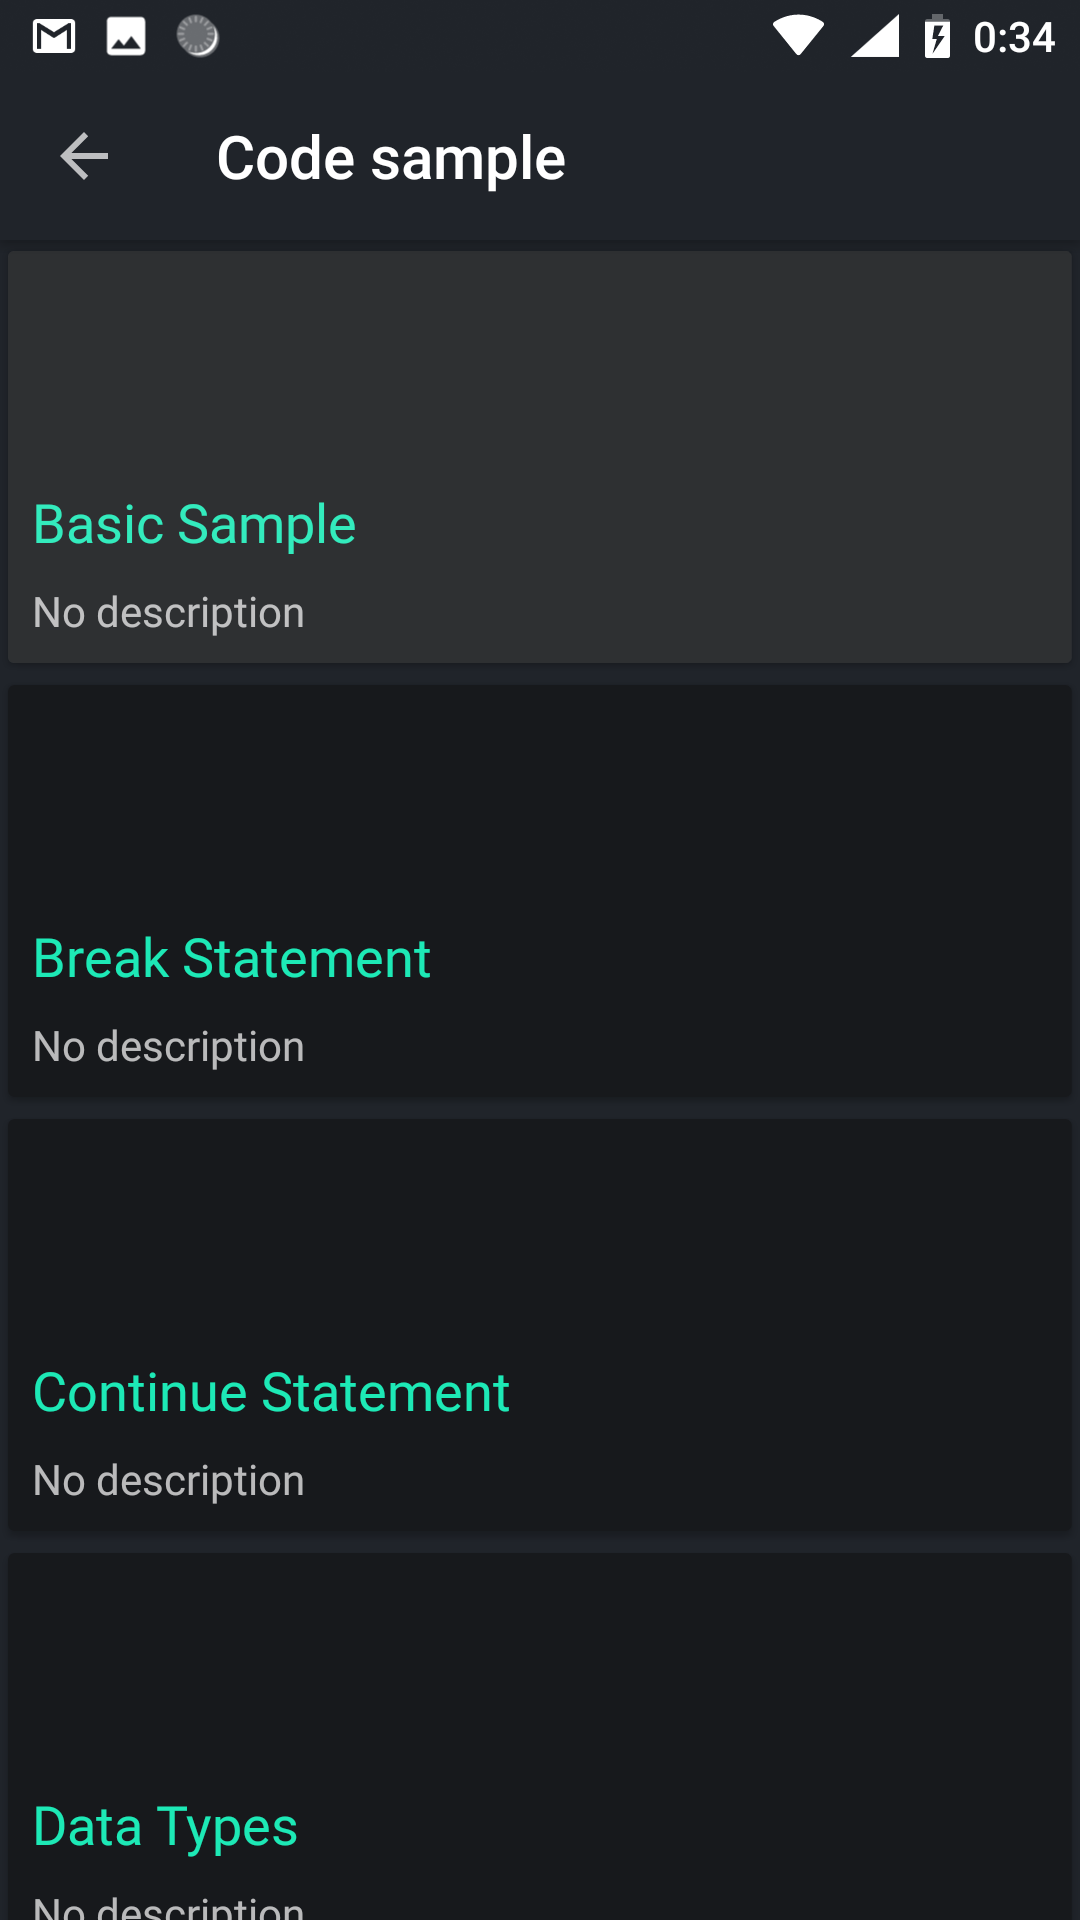 0:34
Code sample
Basic Sample
No description
Break Statement
No description
Continue Statement
No description
Data Types
No description